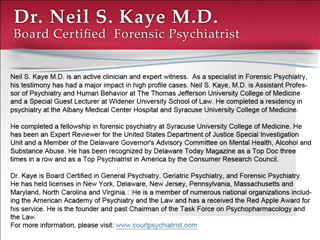 Dr. Neil S. Kaye M.D.
Board Certified Forensic Psychiatrist
Neil S. Kaye, M.D. is an active clinician and expert witness. As a specialist in Forensic Psychiatry,
his testimony has had a major impact in high profile cases. Neil S. Kaye, M.D. is Assistant Profes-
sor of Psychiatry and Human Behavior at The Thomas Jefferson University College of Medicine
and a Special Guest Lecturer at Widener University School of Law. He completed a residency in
psychiatry at the Albany Medical Center Hospital and Syracuse University College of Medicine.
He completed a fellowship in forensic psychiatry at Syracuse University College of Medicine. He
has been an Expert Reviewer for the United States Department of Justice Special Investigation
Unit and a Member of the Delaware Governor's Advisory Committee on Mental Health, Alcohol and
Substance Abuse. He has been recognized by Delaware Today Magazine as a Top Doc three
times in a row and as a Top Psychiatrist in America by the Consumer Research Council.
Dr. Kaye is Board Certified in General Psychiatry, Geriatric Psychiatry, and Forensic Psychiatry.
He has held licenses in New York, Delaware, New Jersey, Pennsylvania, Massachusetts and
Maryland, North Carolina and Virginia. He is a member of numerous national organizations includ-
ing the American Academy of Psychiatry and the Law and has received the Red Apple Award for
his service. He is the founder and past Chairman of the Task Force on Psychopharmacology and
the Law.
For more information, please visit: www.courtpsychiatrist.com